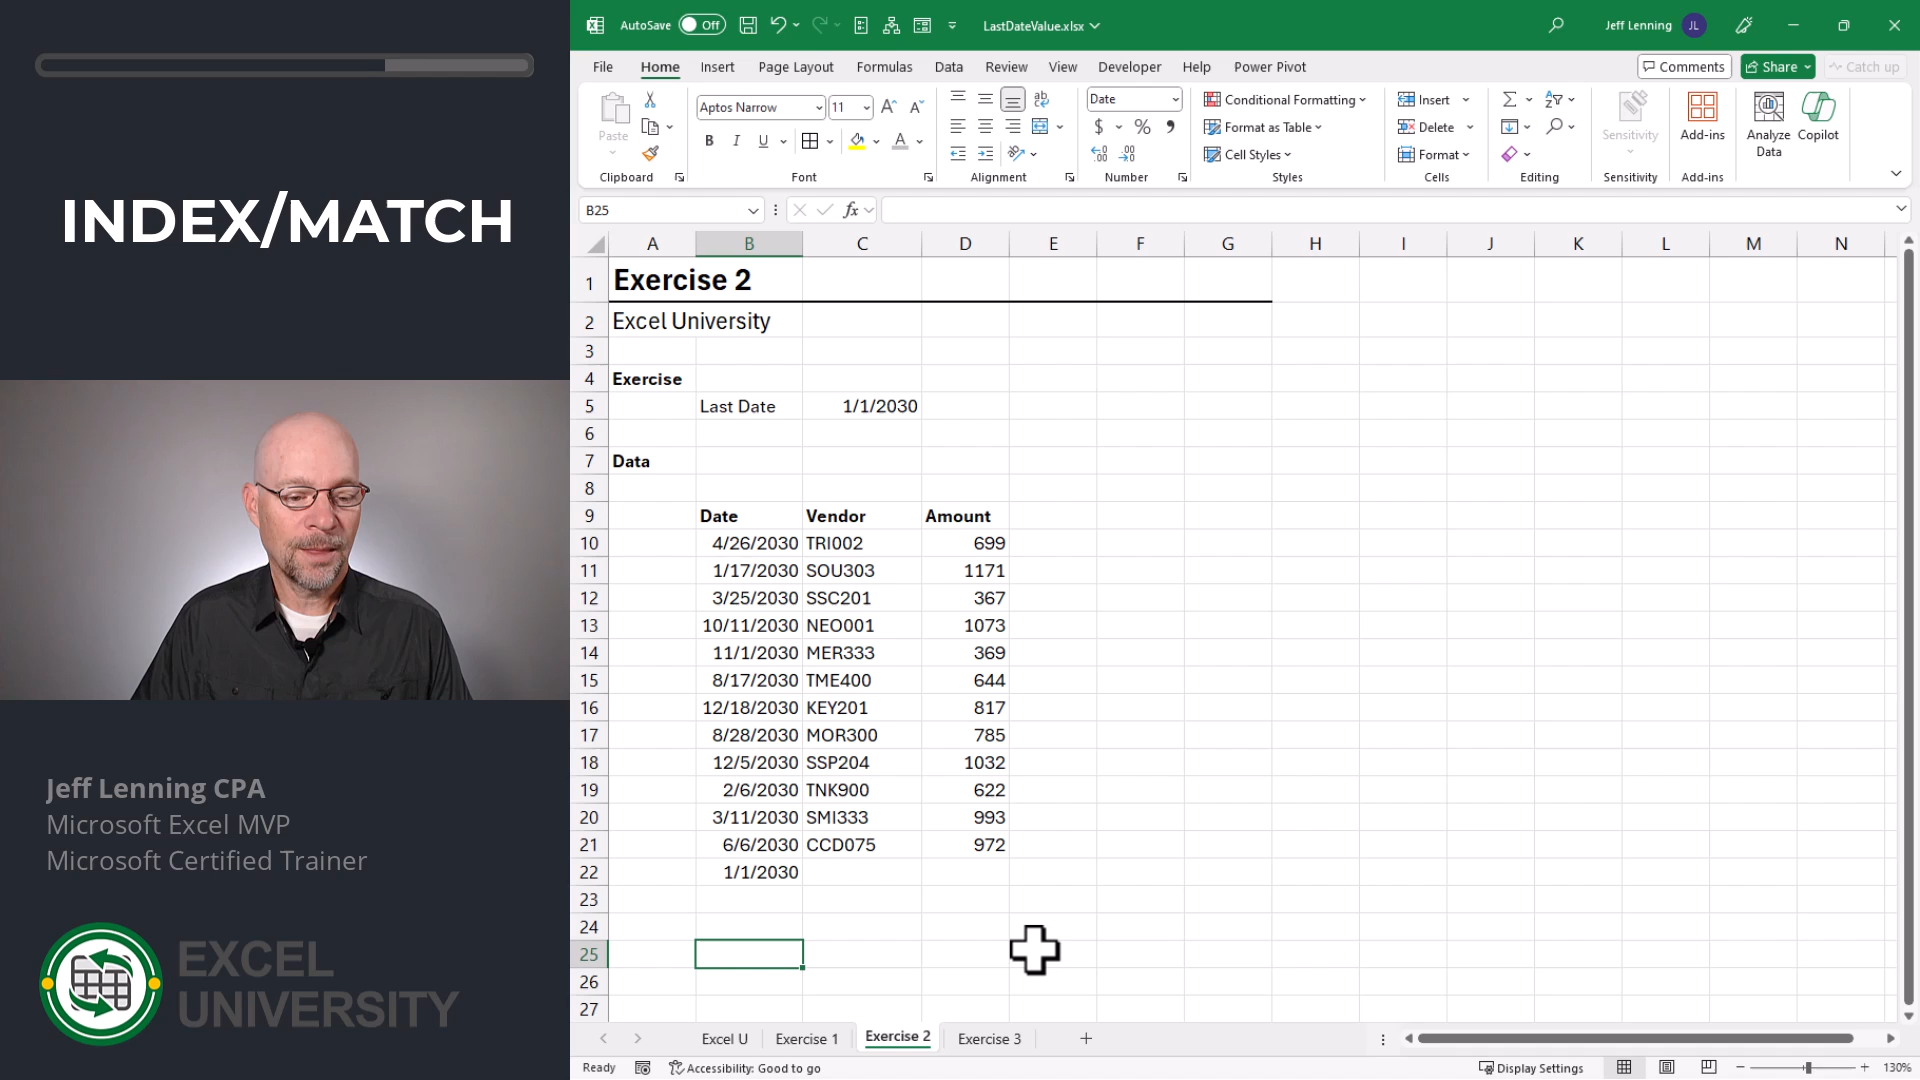 INDEX/MATCH
Jeff Lenning CPA
Microsoft Excel MVP
Microsoft Certified Trainer
EXCEL
UNIVERSITY
AutoSave Off LastDateValue.xlsx Jeff Lenning JL
File Home Insert Page Layout Formulas Data Review View Developer Help Power Pivot Comments Share Catch up
Paste
Clipboard
Aptos Narrow 11
B I U A
Font
ab
Alignment
Date
$ % 9
Number
Conditional Formatting
Format as Table
Cell Styles
Styles
Insert
Delete
Format
Cells
Editing
Sensitivity
Sensitivity
Add-ins
Add-ins
Analyze
Data
Copilot
B25 fx
A B C D E F G H I J K L M N
1 Exercise 2
2 Excel University
3
4 Exercise
5 Last Date 1/1/2030
6
7 Data
8
9 Date Vendor Amount
10 4/26/2030 TRI002 699
11 1/17/2030 SOU303 1171
12 3/25/2030 SSC201 367
13 10/11/2030 NEO001 1073
14 11/1/2030 MER333 369
15 8/17/2030 TME400 644
16 12/18/2030 KEY201 817
17 8/28/2030 MOR300 785
18 12/5/2030 SSP204 1032
19 2/6/2030 TNK900 622
20 3/11/2030 SMI333 993
21 6/6/2030 CCD075 972
22 1/1/2030
23
24
25
26
27
Excel U Exercise 1 Exercise 2 Exercise 3
Ready Accessibility: Good to go Display Settings 130%